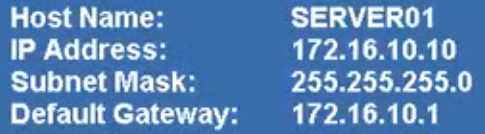 Host Name: SERVER01
IP Address: 172.16.10.10
Subnet Mask: 255.255.255.0
Default Gateway: 172.16.10.1